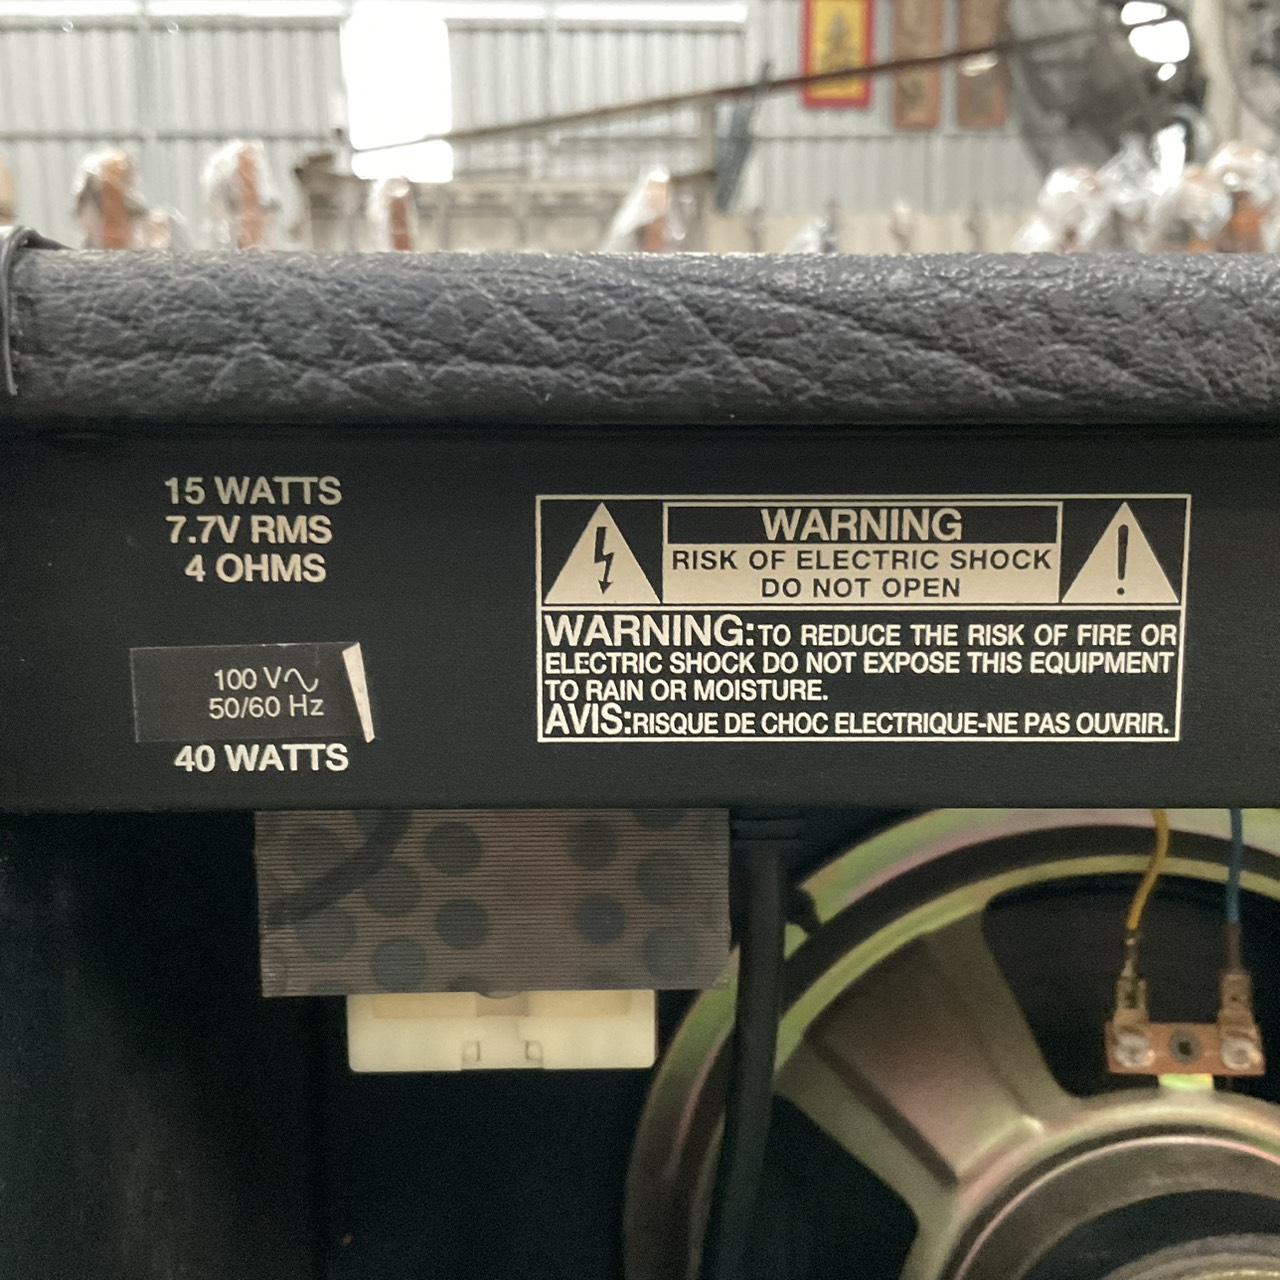 15 WATTS
7.7V RMS
4 OHMS
100 V∿
50/60 Hz
40 WATTS
WARNING
RISK OF ELECTRIC SHOCK
DO NOT OPEN
WARNING:TO REDUCE THE RISK OF FIRE OR
ELECTRIC SHOCK DO NOT EXPOSE THIS EQUIPMENT
TO RAIN OR MOISTURE.
AVIS:RISQUE DE CHOC ELECTRIQUE-NE PAS OUVRIR.